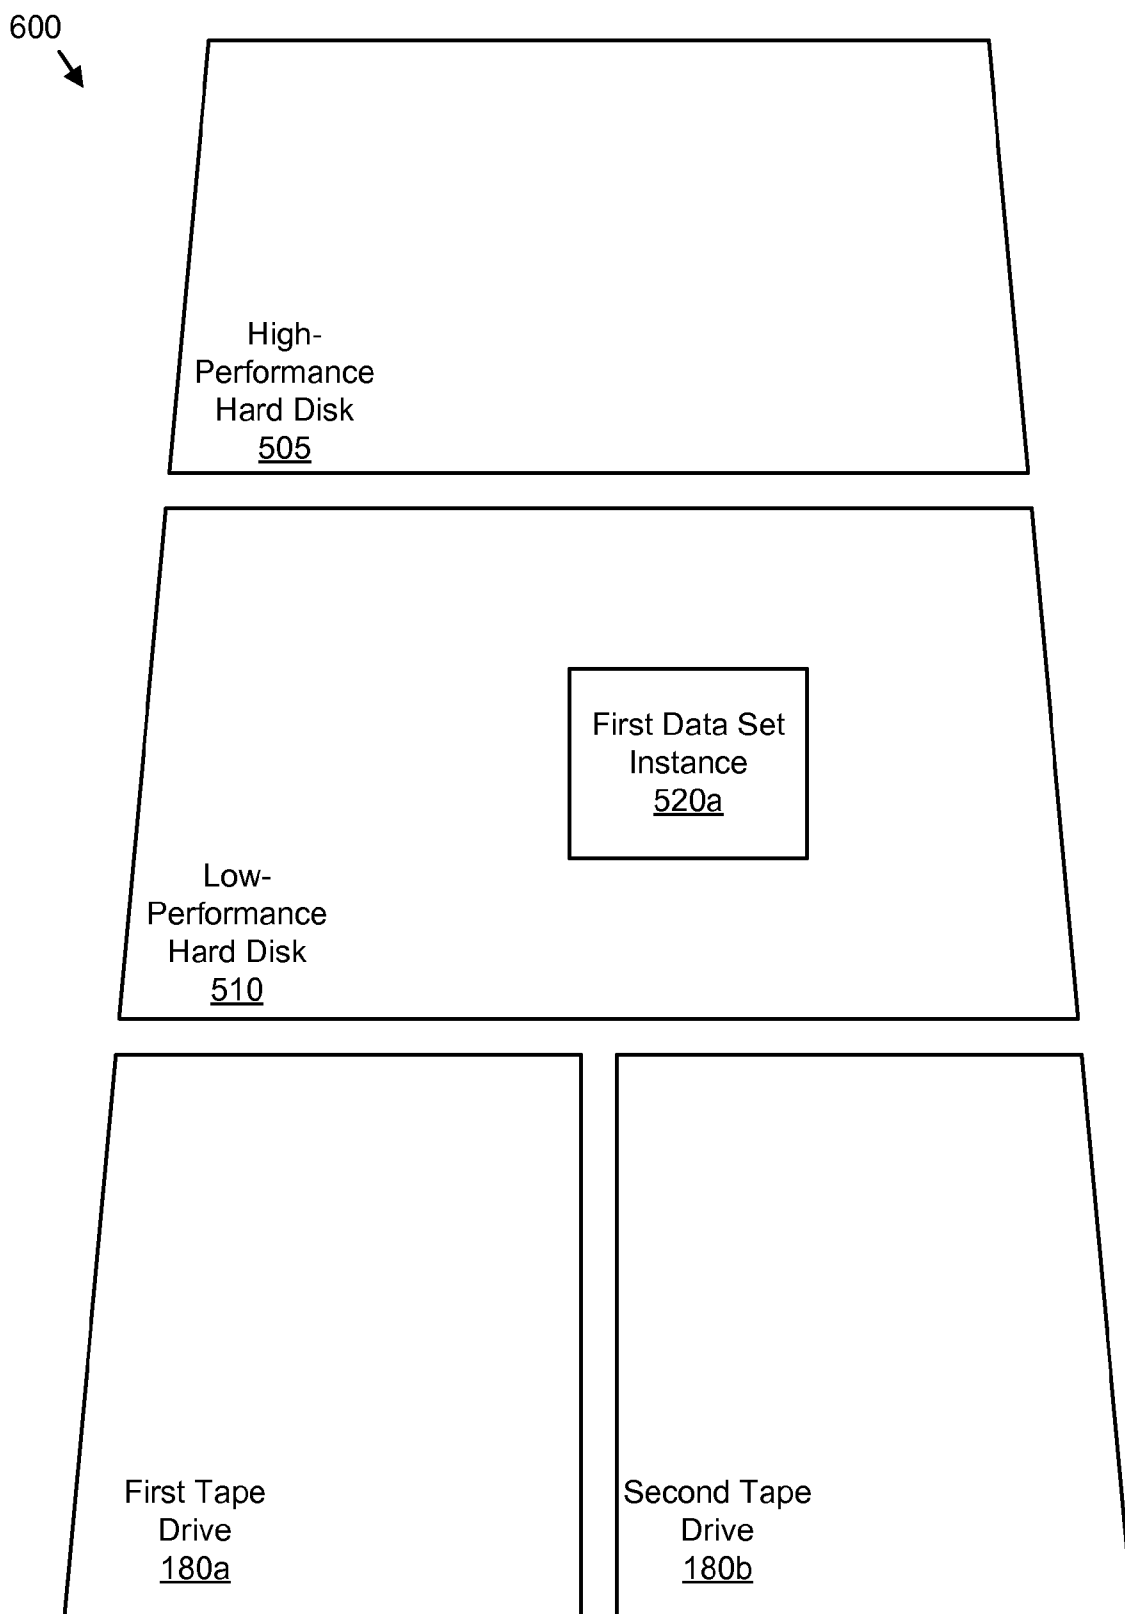 600
High-
Performance
Hard Disk
505
First Data Set
Instance
520a
Low-
Performance
Hard Disk
510
First Tape
Drive
180a
Second Tape
Drive
180b